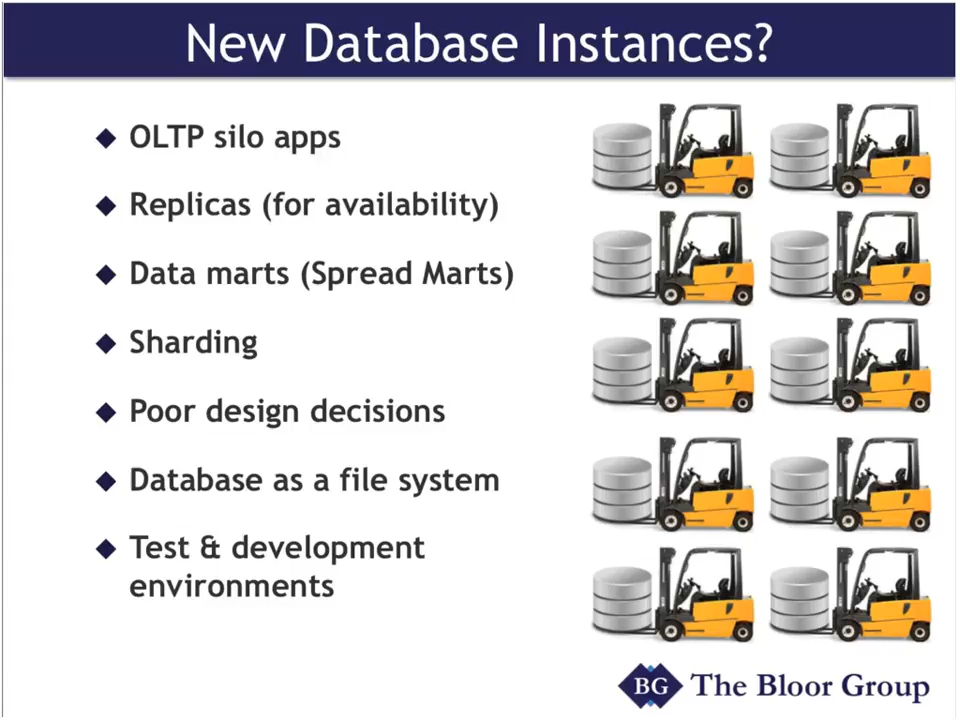 New Database Instances?
OLTP silo apps
Replicas (for availability)
Data marts (Spread Marts)
Sharding
Poor design decisions
Database as a file system
Test & development
environments
BG The Bloor Group